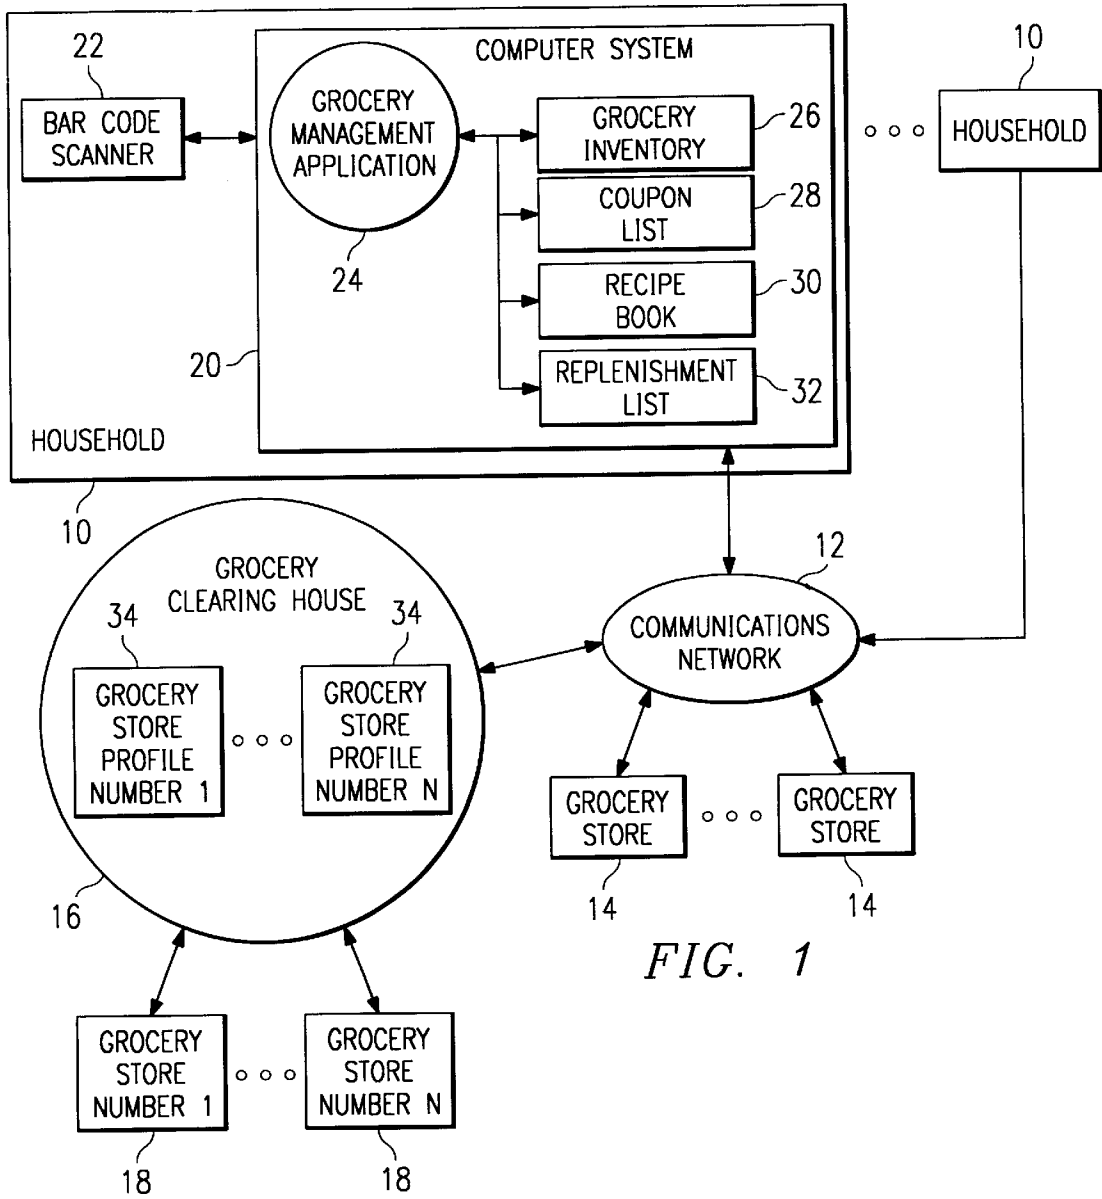 22
BAR CODE
SCANNER
GROCERY
MANAGEMENT
APPLICATION
24
COMPUTER SYSTEM
GROCERY
INVENTORY
26
COUPON
LIST
28
RECIPE
BOOK
30
REPLENISHMENT
LIST
32
20
HOUSEHOLD
10
10
HOUSEHOLD
12
COMMUNICATIONS
NETWORK
GROCERY
CLEARING HOUSE
34
GROCERY
STORE
PROFILE
NUMBER 1
34
GROCERY
STORE
PROFILE
NUMBER N
16
GROCERY
STORE
14
GROCERY
STORE
14
FIG. 1
GROCERY
STORE
NUMBER 1
18
GROCERY
STORE
NUMBER N
18